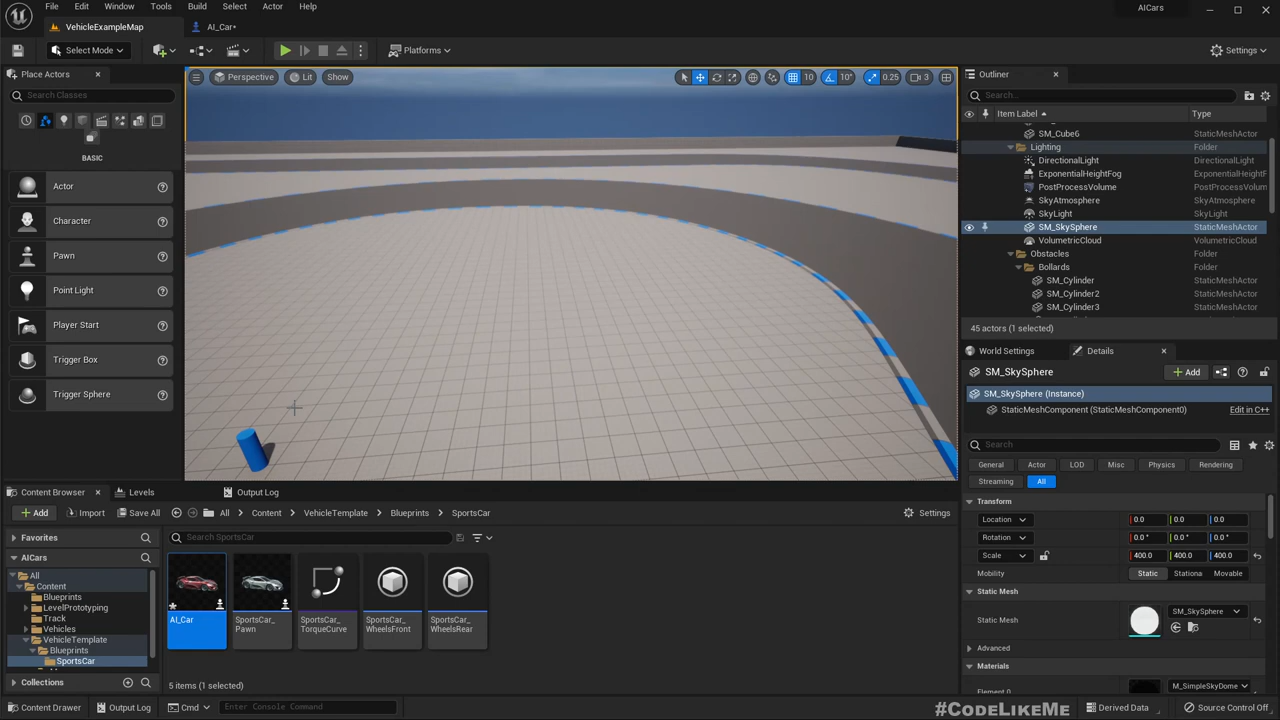 File Edit Window Tools Build Select Actor Help
AICars
VehicleExampleMap
AI_Car•
Select Mode
Platforms
Settings
Place Actors
Search Classes
BASIC
Actor
Character
Pawn
Point Light
Player Start
Trigger Box
Trigger Sphere
Perspective Lit Show
10 10° 0.25 3
Outliner
Search...
Item Label Type
SM_Cube6 StaticMeshActor
Lighting Folder
DirectionalLight DirectionalLight
ExponentialHeightFog ExponentialHeightF
PostProcessVolume PostProcessVolum
SkyAtmosphere SkyAtmosphere
SkyLight SkyLight
SM_SkySphere StaticMeshActor
VolumetricCloud VolumetricCloud
Obstacles Folder
Bollards Folder
SM_Cylinder StaticMeshActor
SM_Cylinder2 StaticMeshActor
SM_Cylinder3 StaticMeshActor
45 actors (1 selected)
World Settings Details
SM_SkySphere
Add
SM_SkySphere (Instance)
StaticMeshComponent (StaticMeshComponent0) Edit in C++
Search
General Actor LOD Misc Physics Rendering
Streaming All
Transform
Location 0.0 0.0 0.0
Rotation 0.0 ° 0.0 ° 0.0 °
Scale 400.0 400.0 400.0
Mobility Static Stationa Movable
Static Mesh
Static Mesh SM_SkySphere
Advanced
Materials
Element 0 M_SimpleSkyDome
Content Browser Levels Output Log
Add Import Save All All Content VehicleTemplate Blueprints SportsCar Settings
Favorites
AICars
All
Content
Blueprints
LevelPrototyping
Track
Vehicles
VehicleTemplate
Blueprints
SportsCar
Collections
Search SportsCar
AI_Car
SportsCar_
Pawn
SportsCar_
TorqueCurve
SportsCar_
WheelsFront
SportsCar_
WheelsRear
5 items (1 selected)
Content Drawer Output Log Cmd Enter Console Command
#CODELIKEME
Derived Data Source Control Off